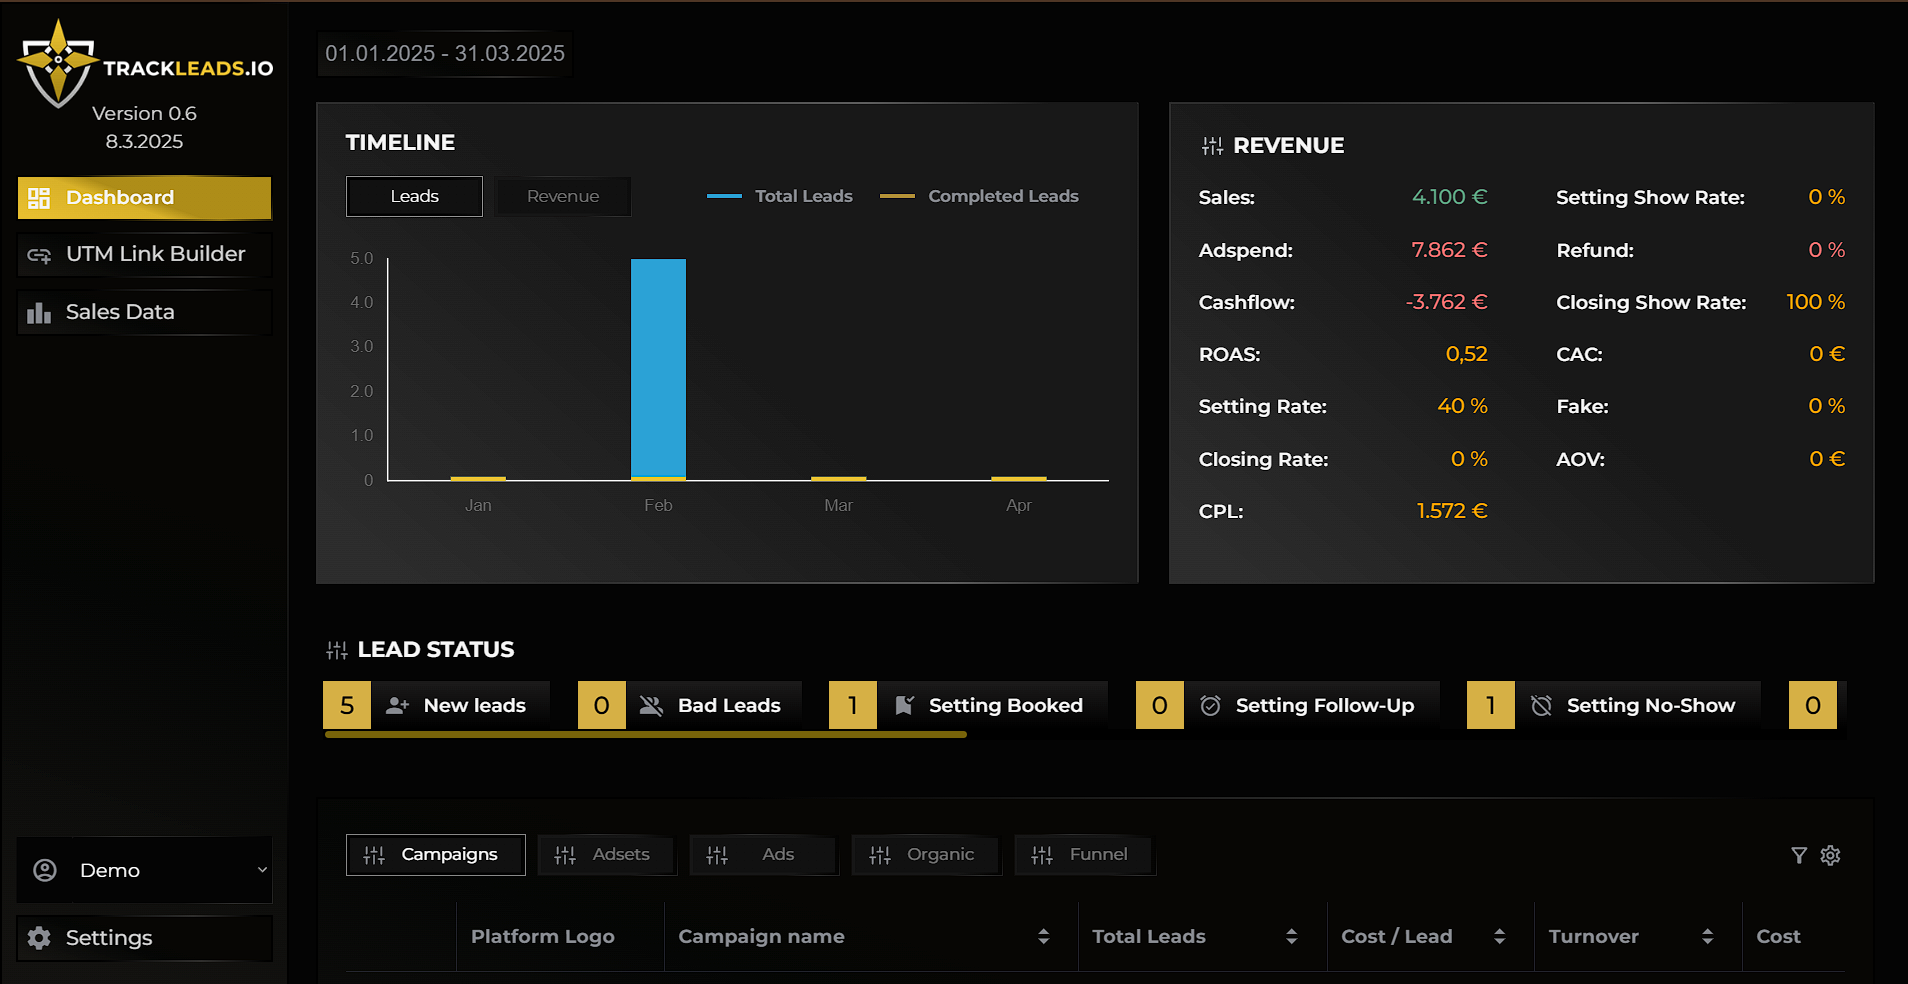 TRACKLEADS.IO
Version 0.6
8.3.2025
Dashboard
UTM Link Builder
Sales Data
Demo
Settings
01.01.2025 - 31.03.2025
TIMELINE
Leads
Revenue
Total Leads
Completed Leads
5.0
4.0
3.0
2.0
1.0
0
Jan Feb Mar Apr
REVENUE
Sales: 4.100 € Setting Show Rate: 0 %
Adspend: 7.862 € Refund: 0 %
Cashflow: -3.762 € Closing Show Rate: 100 %
ROAS: 0,52 CAC: 0 €
Setting Rate: 40 % Fake: 0 %
Closing Rate: 0 % AOV: 0 €
CPL: 1.572 €
LEAD STATUS
5 New leads 0 Bad Leads 1 Setting Booked 0 Setting Follow-Up 1 Setting No-Show 0
Campaigns Adsets Ads Organic Funnel
Platform Logo Campaign name Total Leads Cost / Lead Turnover Cost